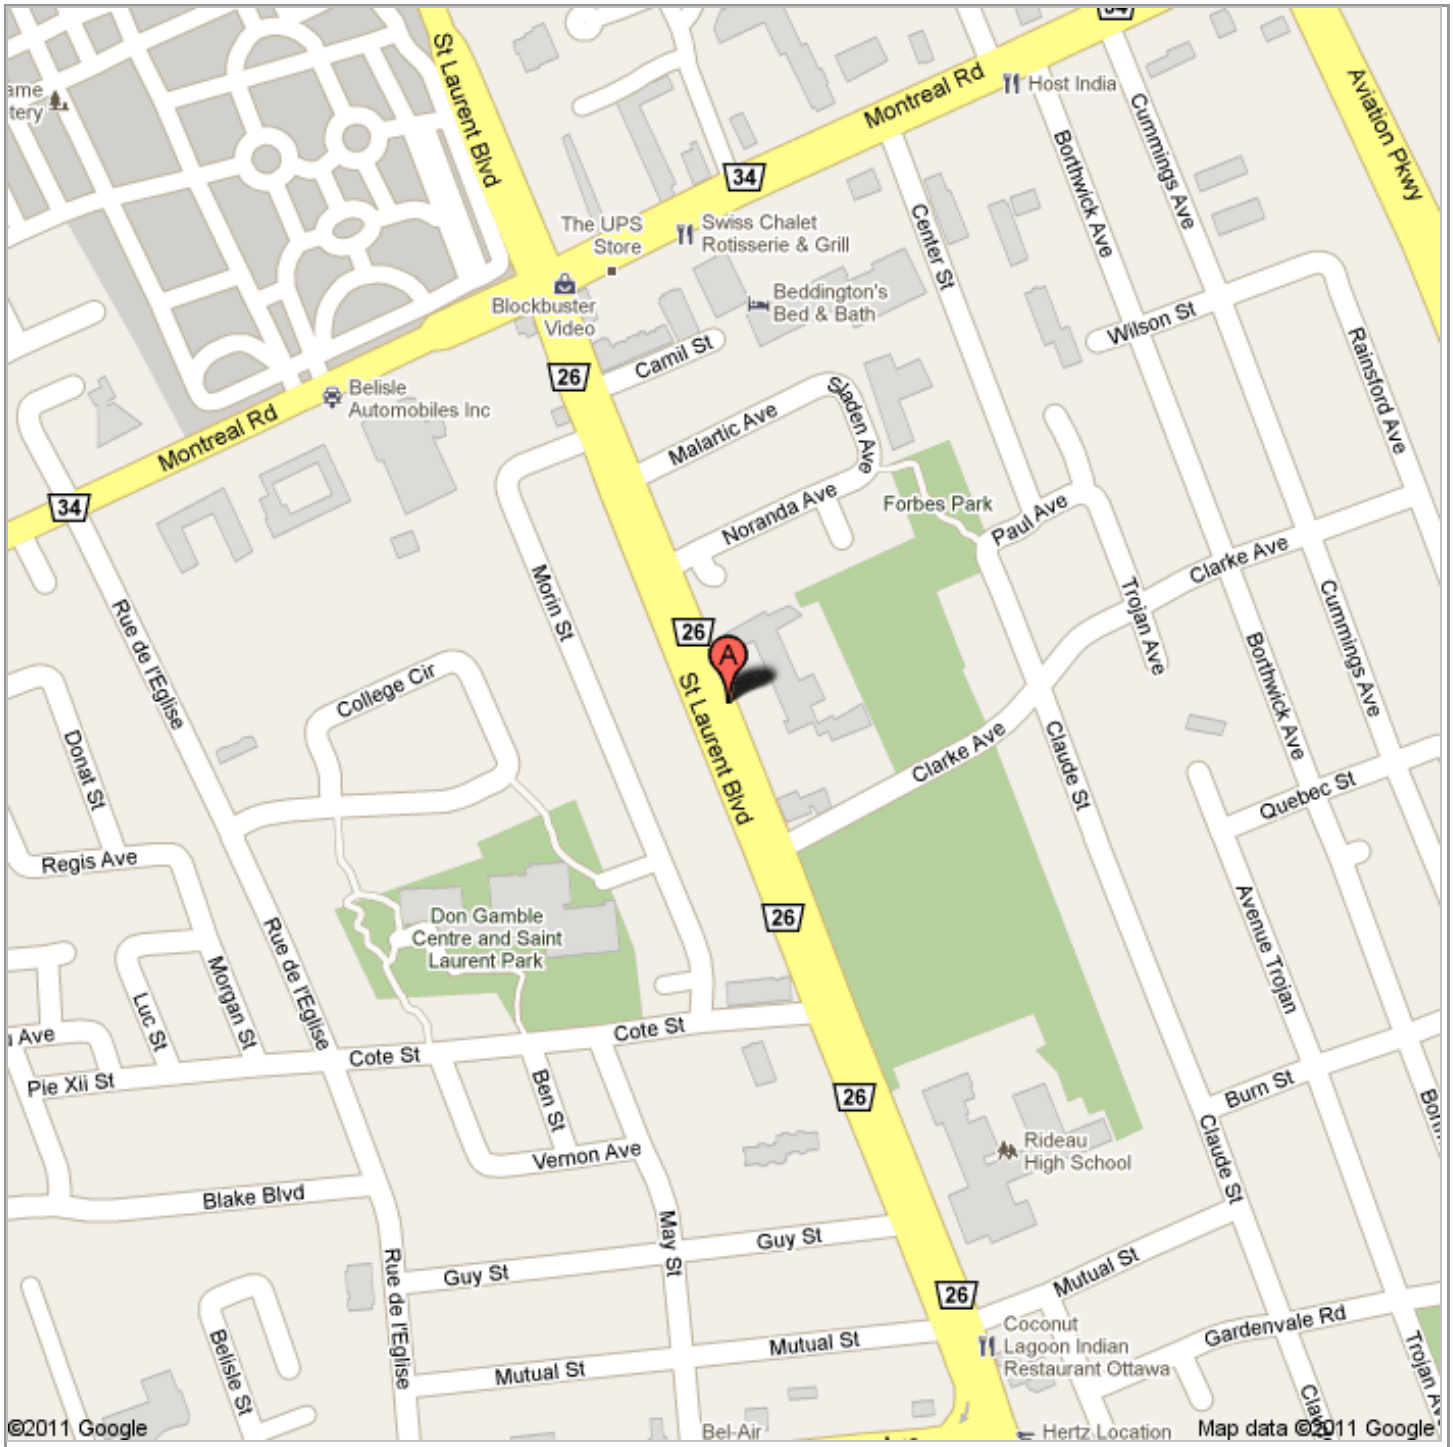 St Laurent Blvd
34
Aviation Pkwy
Montreal Rd
Host India
ame
tery
Cummings Ave
Borthwick Ave
34
The UPS
Store
Swiss Chalet
Rotisserie & Grill
Center St
Blockbuster
Video
Beddington's
Bed & Bath
Wilson St
Camil St
26
Rainsford Ave
Belisle
Automobiles Inc
Sladen Ave
Malartic Ave
Montreal Rd
34
Noranda Ave
Forbes Park
Paul Ave
Clarke Ave
Morin St
Trojan Ave
Cummings Ave
Rue de l'Eglise
26
A
Borthwick Ave
College Cir
St Laurent Blvd
Clarke Ave
Claude St
Donat St
Quebec St
Regis Ave
Avenue Trojan
26
Don Gamble
Centre and Saint
Laurent Park
Rue de l'Eglise
Morgan St
Luc St
Ave
Cote St
Cote St
Pie Xii St
Ben St
26
Burn St
Claude St
Rideau
High School
Vernon Ave
Blake Blvd
May St
Guy St
Guy St
Rue de l'Eglise
26
Mutual St
Coconut
Lagoon Indian
Restaurant Ottawa
Gardenvale Rd
Belisle St
Mutual St
Mutual St
Bel-Air
Hertz Location
©2011 Google
Map data ©2011 Google